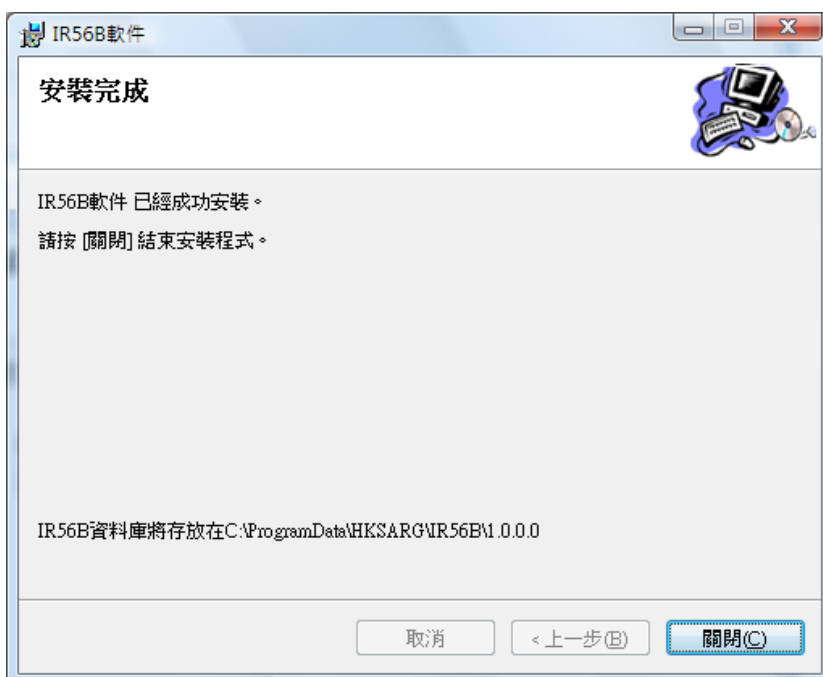 IR56B軟件
安裝完成
IR56B軟件 已經成功安裝。
請按 [關閉] 結束安裝程式。
IR56B資料庫將存放在C:\ProgramData\HKSARG\IR56B\1.0.0.0
取消
<上一步(B)
關閉(C)